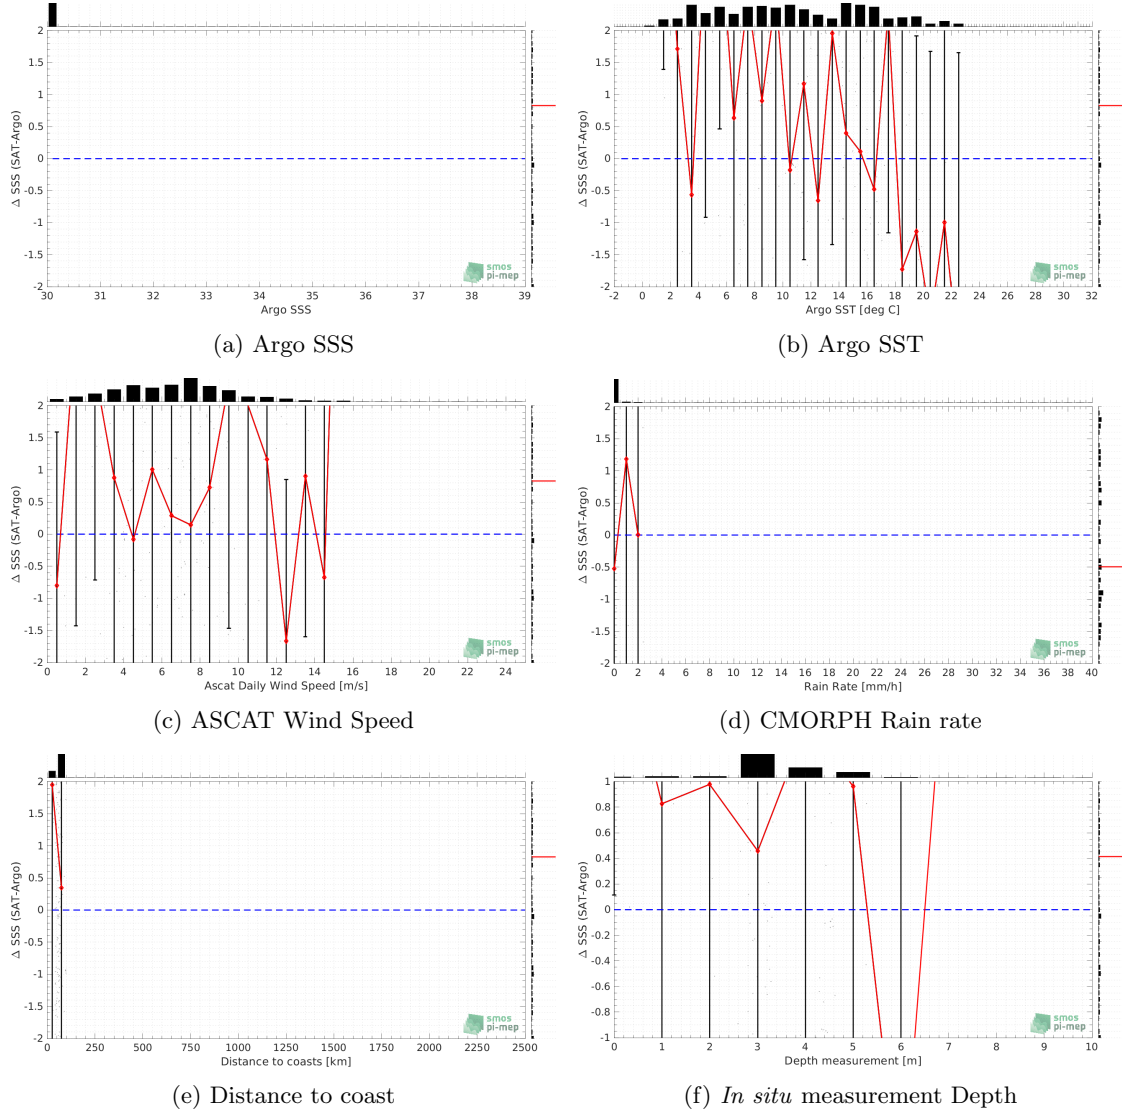 2
1.5
1
0.5
0
-0.5
-1
-1.5
-2
Δ SSS (SAT-Argo)
30 31 32 33 34 35 36 37 38 39
Argo SSS
smos
pi-mep
(a) Argo SSS
2
1.5
1
0.5
0
-0.5
-1
-1.5
-2
Δ SSS (SAT-Argo)
-2 0 2 4 6 8 10 12 14 16 18 20 22 24 26 28 30 32
Argo SST [deg C]
smos
pi-mep
(b) Argo SST
2
1.5
1
0.5
0
-0.5
-1
-1.5
-2
Δ SSS (SAT-Argo)
0 2 4 6 8 10 12 14 16 18 20 22 24
Ascat Daily Wind Speed [m/s]
smos
pi-mep
(c) ASCAT Wind Speed
2
1.5
1
0.5
0
-0.5
-1
-1.5
-2
Δ SSS (SAT-Argo)
0 2 4 6 8 10 12 14 16 18 20 22 24 26 28 30 32 34 36 38 40
Rain Rate [mm/h]
smos
pi-mep
(d) CMORPH Rain rate
2
1.5
1
0.5
0
-0.5
-1
-1.5
-2
Δ SSS (SAT-Argo)
0 250 500 750 1000 1250 1500 1750 2000 2250 2500
Distance to coasts [km]
smos
pi-mep
(e) Distance to coast
1
0.8
0.6
0.4
0.2
0
-0.2
-0.4
-0.6
-0.8
-1
Δ SSS (SAT-Argo)
0 1 2 3 4 5 6 7 8 9 10
Depth measurement [m]
smos
pi-mep
(f) In situ measurement Depth